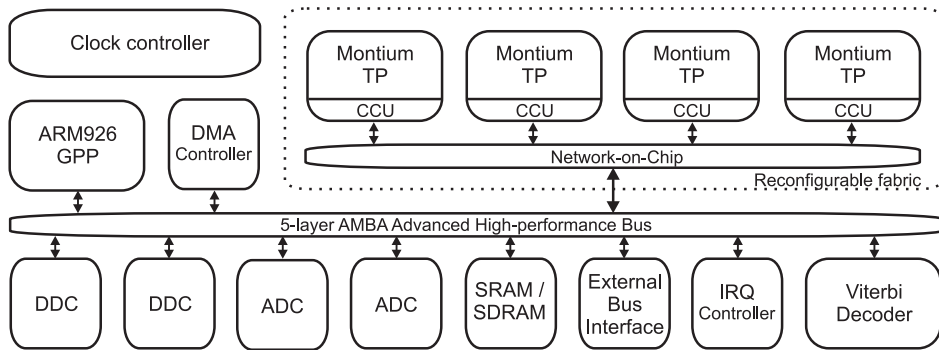 Clock controller
Montium
TP
CCU
Montium
TP
CCU
Montium
TP
CCU
Montium
TP
CCU
ARM926
GPP
DMA
Controller
Network-on-Chip
Reconfigurable fabric
5-layer AMBA Advanced High-performance Bus
DDC
DDC
ADC
ADC
SRAM /
SDRAM
External
Bus
Interface
IRQ
Controller
Viterbi
Decoder